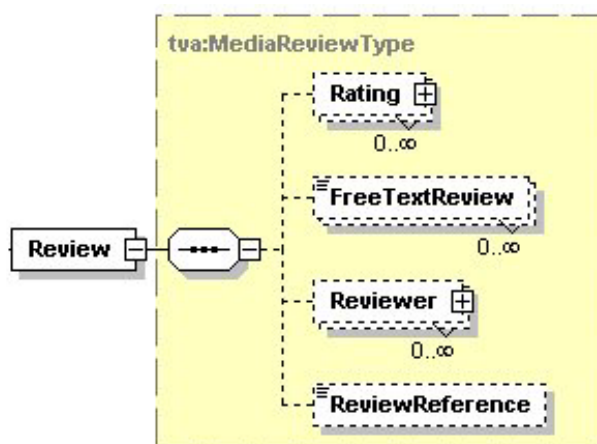 tva:MediaReviewType
Rating
0..∞
FreeTextReview
0..∞
Review
Reviewer
0..∞
ReviewReference